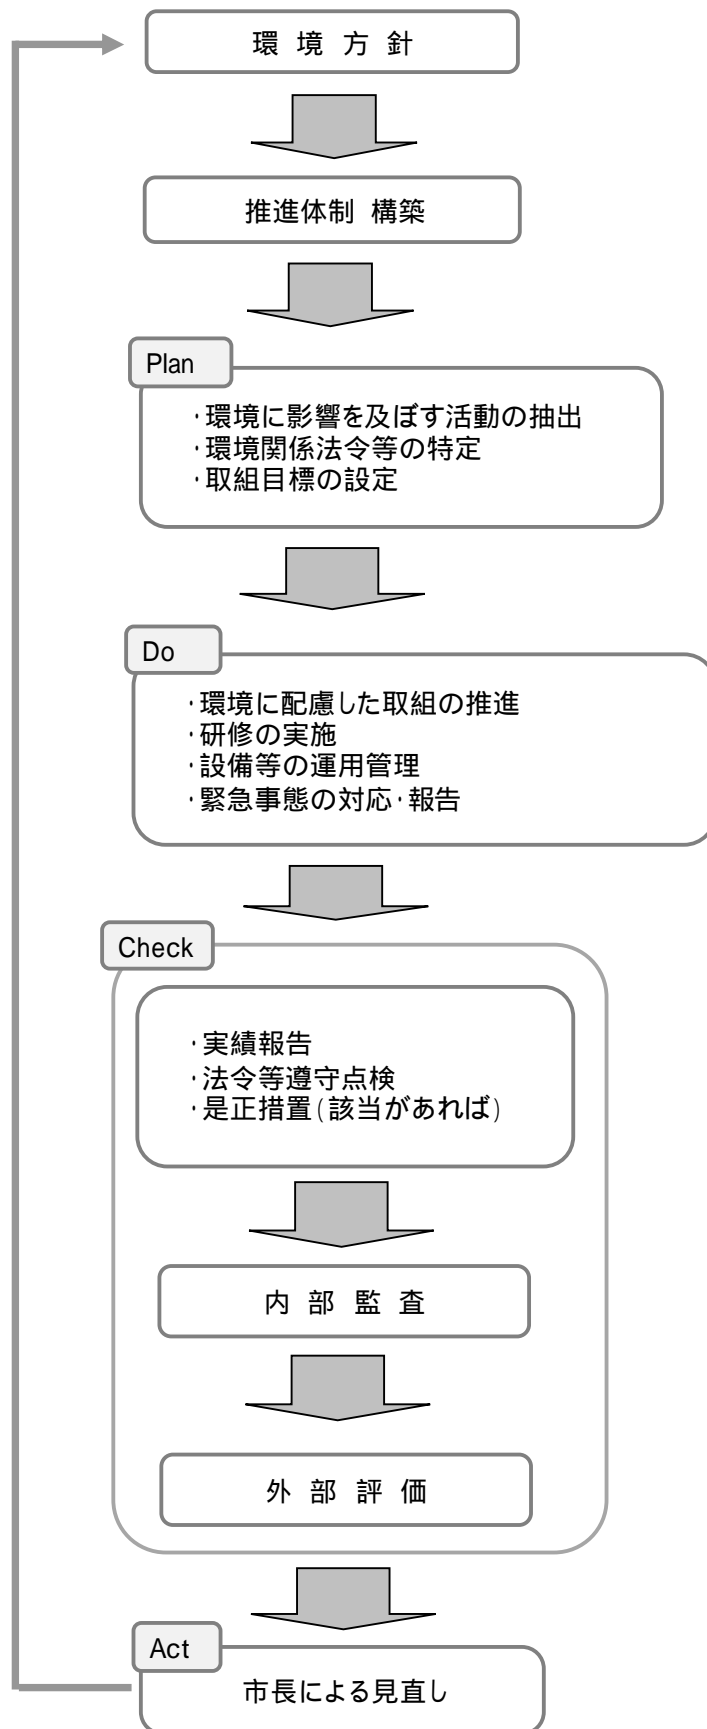 環 境 方 針
推進体制 構築
Plan
・環境に影響を及ぼす活動の抽出
・環境関係法令等の特定
・取組目標の設定
Do
・環境に配慮した取組の推進
・研修の実施
・設備等の運用管理
・緊急事態の対応・報告
Check
・実績報告
・法令等遵守点検
・是正措置(該当があれば)
内 部 監 査
外 部 評 価
Act
市長による見直し